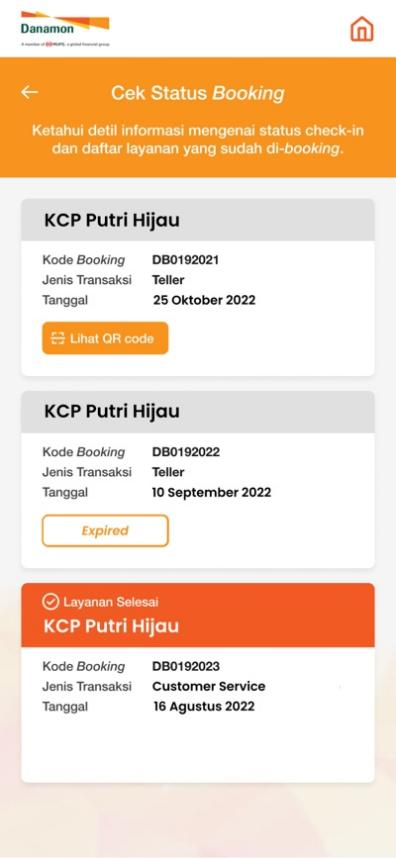 Danamon
A member of MUFG, a global financial group
Cek Status Booking
Ketahui detil informasi mengenai status check-in
dan daftar layanan yang sudah di-booking.
KCP Putri Hijau
Kode Booking DB0192021
Jenis Transaksi Teller
Tanggal 25 Oktober 2022
Lihat QR code
KCP Putri Hijau
Kode Booking DB0192022
Jenis Transaksi Teller
Tanggal 10 September 2022
Expired
Layanan Selesai
KCP Putri Hijau
Kode Booking DB0192023
Jenis Transaksi Customer Service
Tanggal 16 Agustus 2022